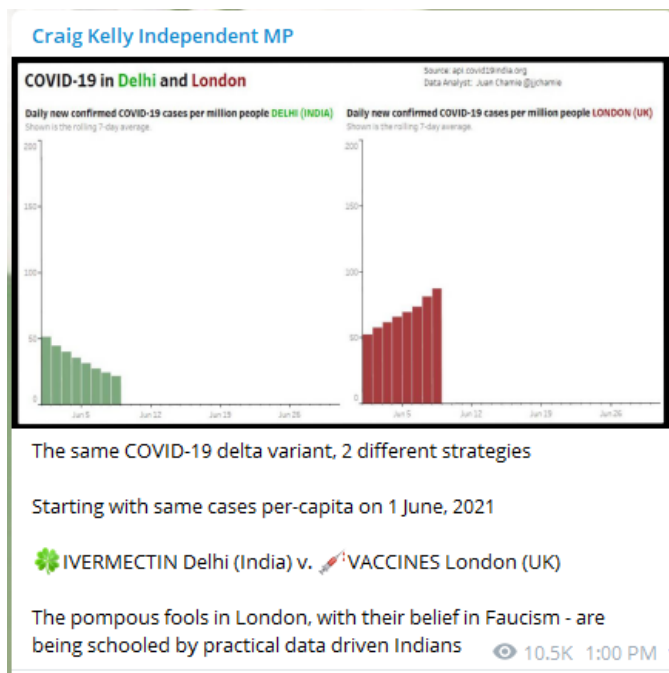 Craig Kelly Independent MP
COVID-19 in Delhi and London
Source: api.covid19india.org
Data Analyst: Juan Chamie @jjchamie
Daily new confirmed COVID-19 cases per million people DELHI (INDIA)
Shown is the rolling 7-day average.
200
150
100
50
0
Jun 5 Jun 12 Jun 19 Jun 26
Daily new confirmed COVID-19 cases per million people LONDON (UK)
Shown is the rolling 7-day average.
200
150
100
50
0
Jun 5 Jun 12 Jun 19 Jun 26
The same COVID-19 delta variant, 2 different strategies
Starting with same cases per-capita on 1 June, 2021
🍀IVERMECTIN Delhi (India) v. 💉VACCINES London (UK)
The pompous fools in London, with their belief in Faucism - are
being schooled by practical data driven Indians
10.5K 1:00 PM